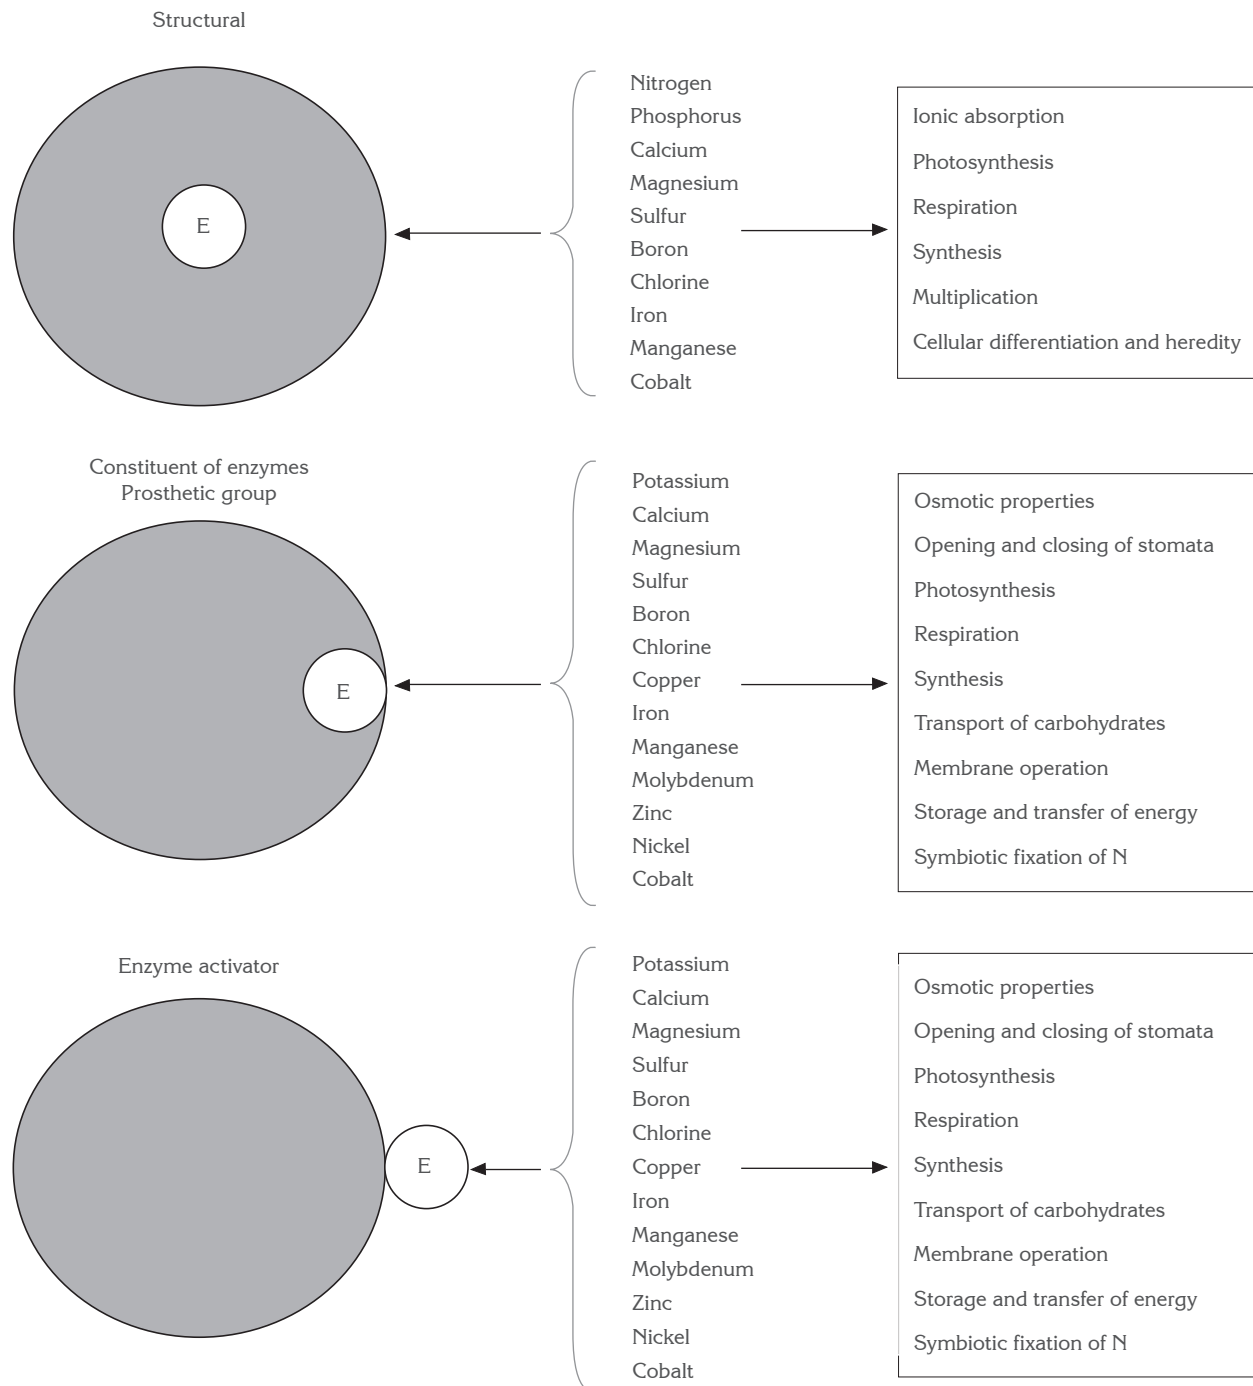 Structural
E
Nitrogen
Phosphorus
Calcium
Magnesium
Sulfur
Boron
Chlorine
Iron
Manganese
Cobalt
Ionic absorption
Photosynthesis
Respiration
Synthesis
Multiplication
Cellular differentiation and heredity
Constituent of enzymes
Prosthetic group
E
Potassium
Calcium
Magnesium
Sulfur
Boron
Chlorine
Copper
Iron
Manganese
Molybdenum
Zinc
Nickel
Cobalt
Osmotic properties
Opening and closing of stomata
Photosynthesis
Respiration
Synthesis
Transport of carbohydrates
Membrane operation
Storage and transfer of energy
Symbiotic fixation of N
Enzyme activator
E
Potassium
Calcium
Magnesium
Sulfur
Boron
Chlorine
Copper
Iron
Manganese
Molybdenum
Zinc
Nickel
Cobalt
Osmotic properties
Opening and closing of stomata
Photosynthesis
Respiration
Synthesis
Transport of carbohydrates
Membrane operation
Storage and transfer of energy
Symbiotic fixation of N